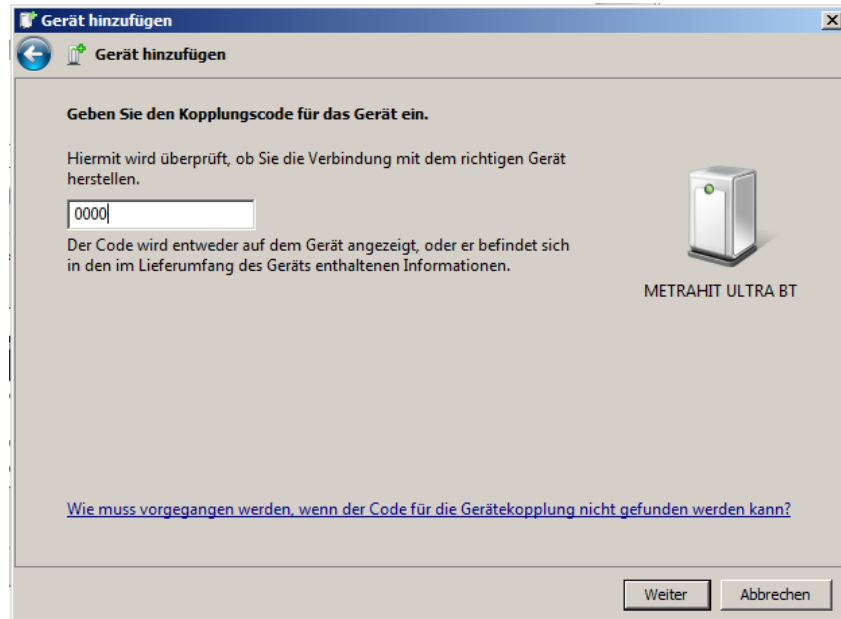 Gerät hinzufügen
Gerät hinzufügen
Geben Sie den Kopplungscode für das Gerät ein.
Hiermit wird überprüft, ob Sie die Verbindung mit dem richtigen Gerät
herstellen.
0000
Der Code wird entweder auf dem Gerät angezeigt, oder er befindet sich
in den im Lieferumfang des Geräts enthaltenen Informationen.
METRAHIT ULTRA BT
Wie muss vorgegangen werden, wenn der Code für die Gerätekopplung nicht gefunden werden kann?
Weiter
Abbrechen